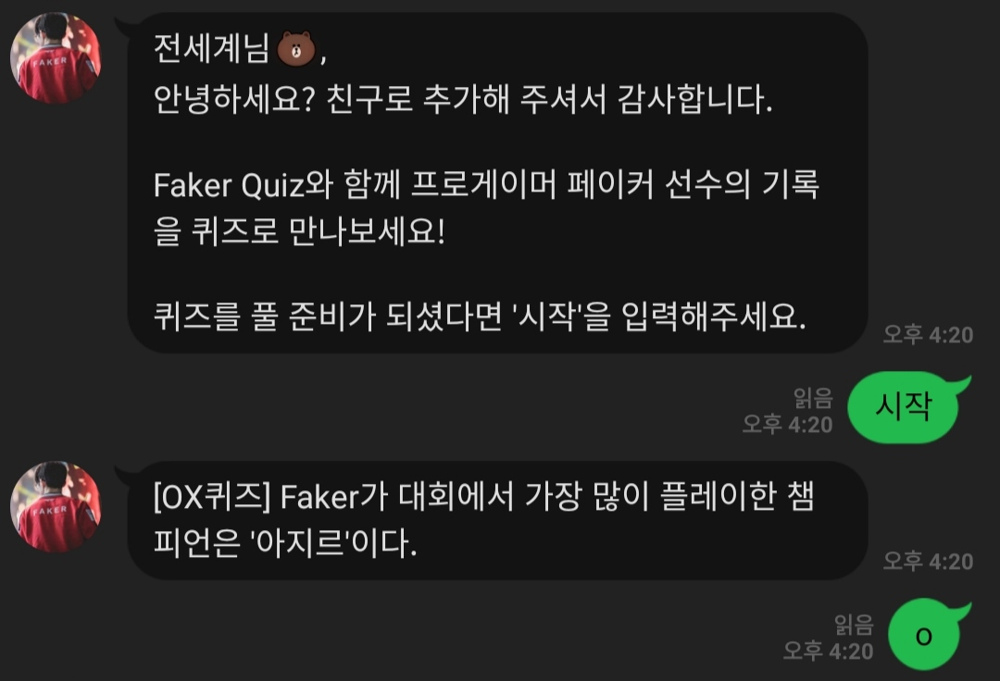 전세계님🐻,
안녕하세요? 친구로 추가해 주셔서 감사합니다.
Faker Quiz와 함께 프로게이머 페이커 선수의 기록
을 퀴즈로 만나보세요!
퀴즈를 풀 준비가 되셨다면 '시작'을 입력해주세요.
오후 4:20
시작
읽음
오후 4:20
[OX퀴즈] Faker가 대회에서 가장 많이 플레이한 챔
피언은 '아지르'이다.
오후 4:20
o
읽음
오후 4:20
FAKER
FAKER